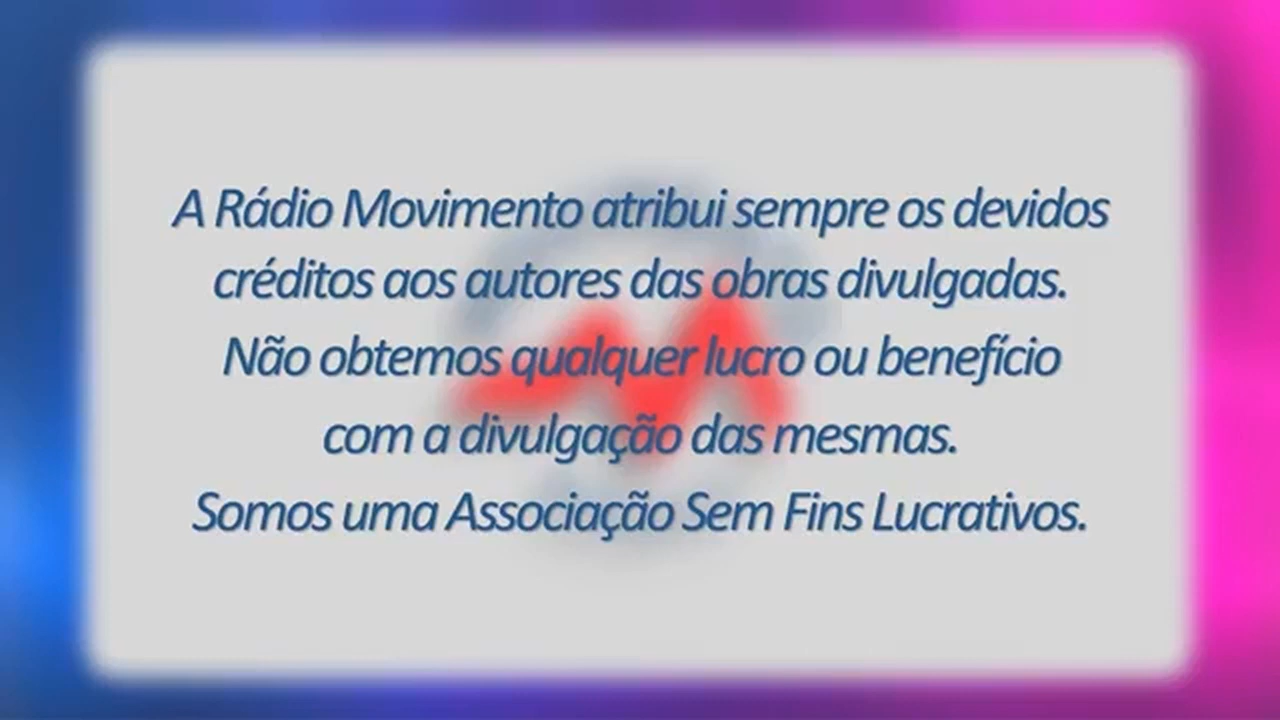 A Rádio Movimento atribui sempre os devidos
créditos aos autores das obras divulgadas.
Não obtemos qualquer lucro ou benefício
com a divulgação das mesmas.
Somos uma Associação Sem Fins Lucrativos.